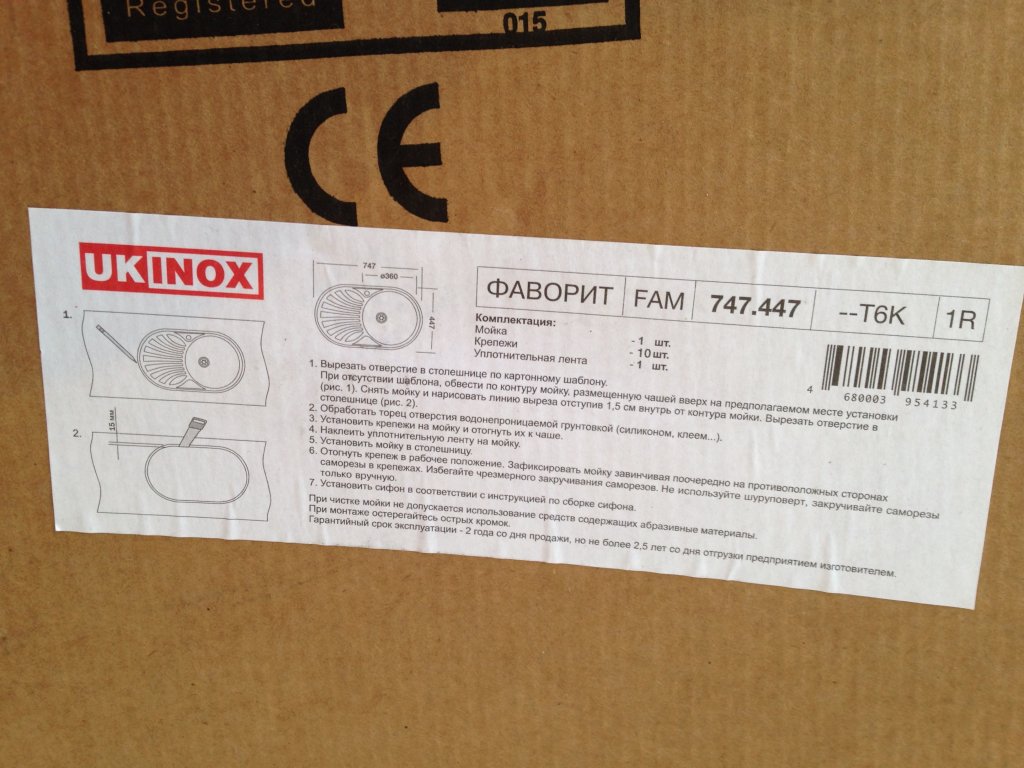 Registered
015
CE
UKINOX
747
ø360
447
ФАВОРИТ FAM 747.447 --T6K 1R
Комплектация:
Мойка - 1 шт.
Крепежи - 10 шт.
Уплотнительная лента - 1 шт.
4 680003 954133
1.
15 мм
2.
1. Вырезать отверстие в столешнице по картонному шаблону.
При отсутствии шаблона, обвести по контуру мойку, размещенную чашей вверх на предполагаемом месте установки
(рис. 1). Снять мойку и нарисовать линию выреза отступив 1,5 см внутрь от контура мойки. Вырезать отверстие в
столешнице (рис. 2).
2. Обработать торец отверстия водонепроницаемой грунтовкой (силиконом, клеем...).
3. Установить крепежи на мойку и отогнуть их к чаше.
4. Наклеить уплотнительную ленту на мойку.
5. Установить мойку в столешницу.
6. Отогнуть крепеж в рабочее положение. Зафиксировать мойку завинчивая поочередно на противоположных сторонах
саморезы в крепежах. Избегайте чрезмерного закручивания саморезов. Не используйте шуруповерт, закручивайте саморезы
только вручную.
7. Установить сифон в соответствии с инструкцией по сборке сифона.
При чистке мойки не допускается использование средств содержащих абразивные материалы.
При монтаже остерегайтесь острых кромок.
Гарантийный срок эксплуатации - 2 года со дня продажи, но не более 2,5 лет со дня отгрузки предприятием изготовителем.